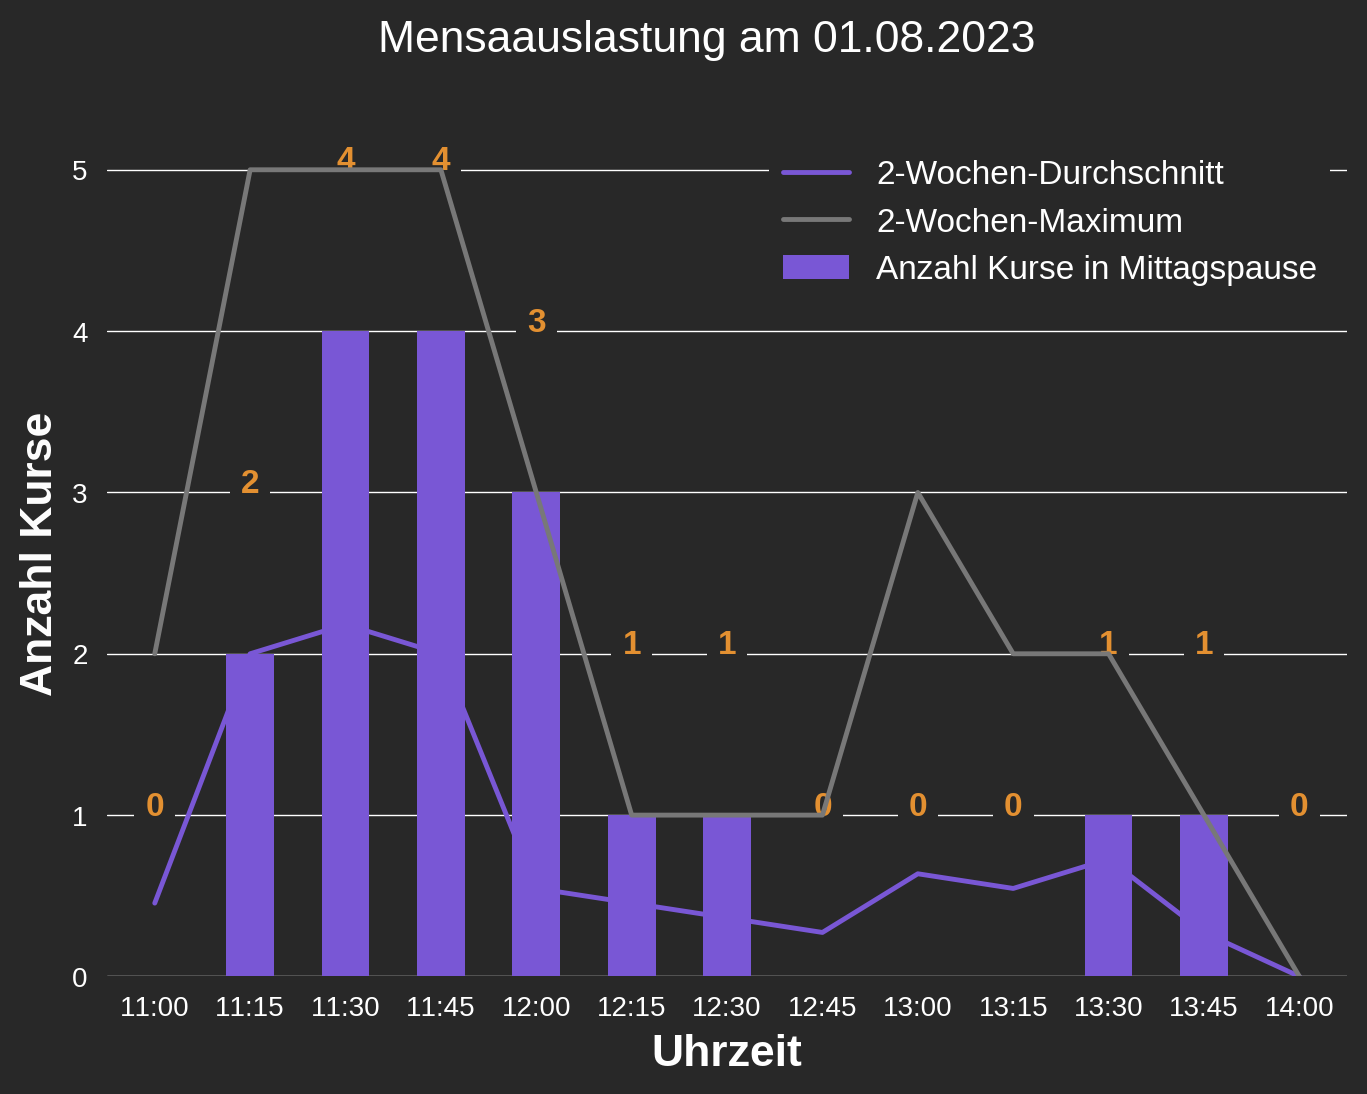 Mensaauslastung am 01.08.2023
2-Wochen-Durchschnitt
2-Wochen-Maximum
Anzahl Kurse in Mittagspause
Anzahl Kurse
5
4
3
2
1
0
0
2
4
4
3
1
1
0
0
0
1
1
0
11:00 11:15 11:30 11:45 12:00 12:15 12:30 12:45 13:00 13:15 13:30 13:45 14:00
Uhrzeit